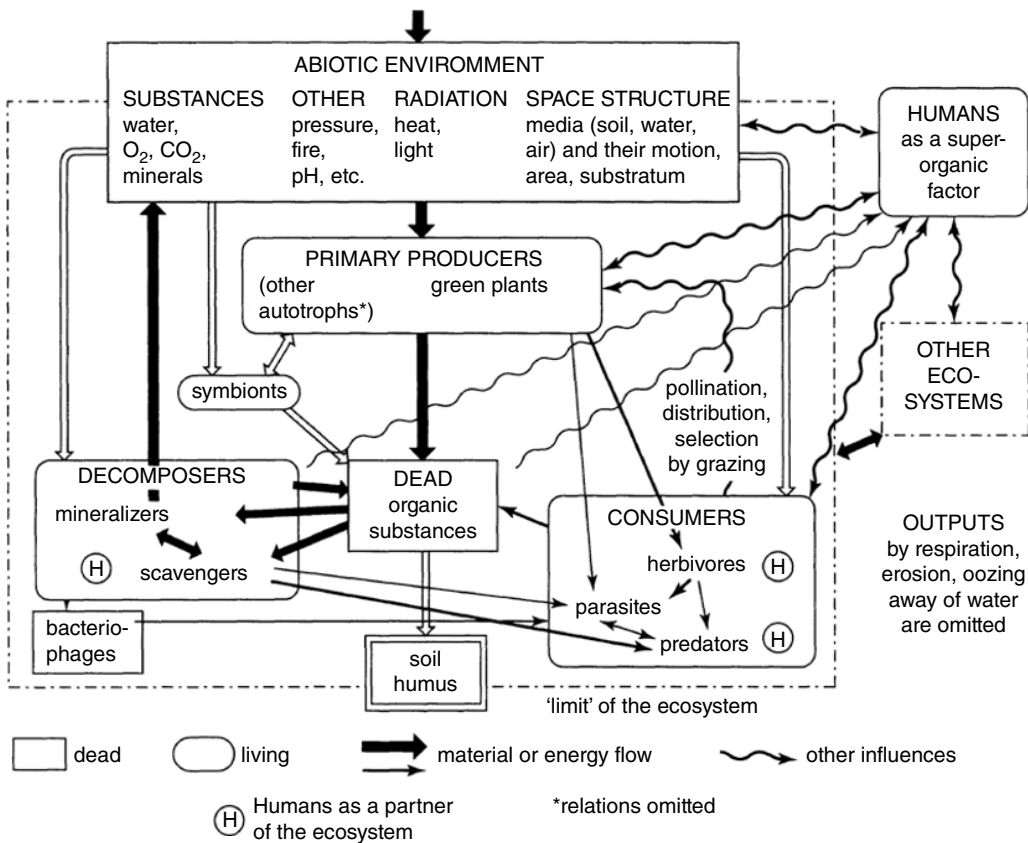 ABIOTIC ENVIROMMENT
SUBSTANCES
water,
O₂, CO₂,
minerals
OTHER
pressure,
fire,
pH, etc.
RADIATION
heat,
light
SPACE STRUCTURE
media (soil, water,
air) and their motion,
area, substratum
HUMANS
as a super-
organic
factor
PRIMARY PRODUCERS
(other
autotrophs*)
green plants
symbionts
pollination,
distribution,
selection
by grazing
OTHER
ECO-
SYSTEMS
DECOMPOSERS
mineralizers
H
scavengers
DEAD
organic
substances
CONSUMERS
herbivores
H
parasites
predators
H
OUTPUTS
by respiration,
erosion, oozing
away of water
are omitted
bacterio-
phages
soil
humus
'limit' of the ecosystem
dead
living
material or energy flow
other influences
H
Humans as a partner
of the ecosystem
*relations omitted